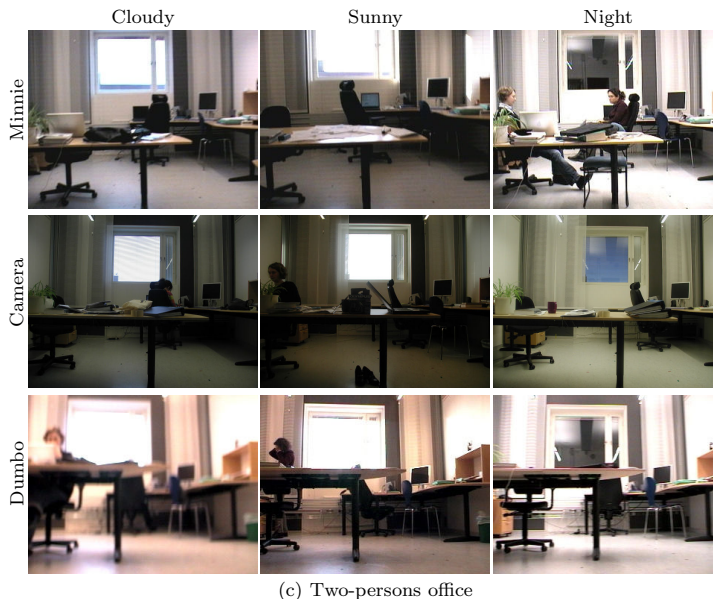 Cloudy Sunny Night
Minnie
Camera
Dumbo
(c) Two-persons office